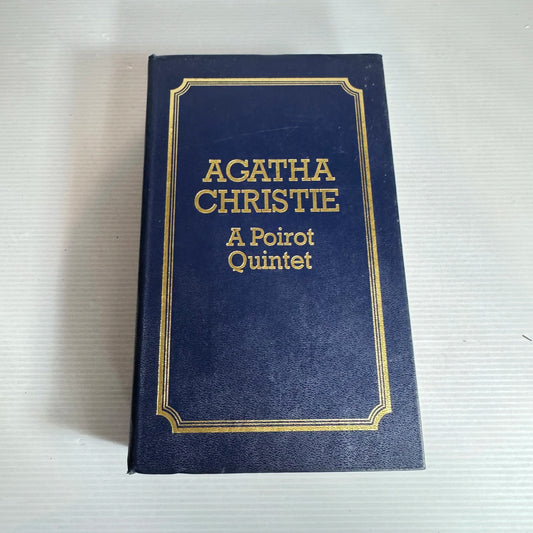 AGATHA
CHRISTIE
A Poirot
Quintet